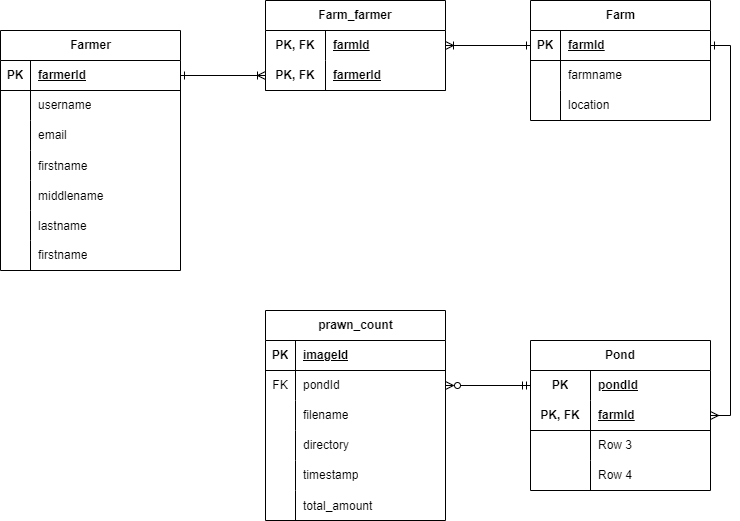 Farmer
PK farmerId
username
email
firstname
middlename
lastname
firstname
Farm_farmer
PK, FK farmId
PK, FK farmerId
Farm
PK farmId
farmname
location
prawn_count
PK imageId
FK pondId
filename
directory
timestamp
total_amount
Pond
PK pondId
PK, FK farmId
Row 3
Row 4